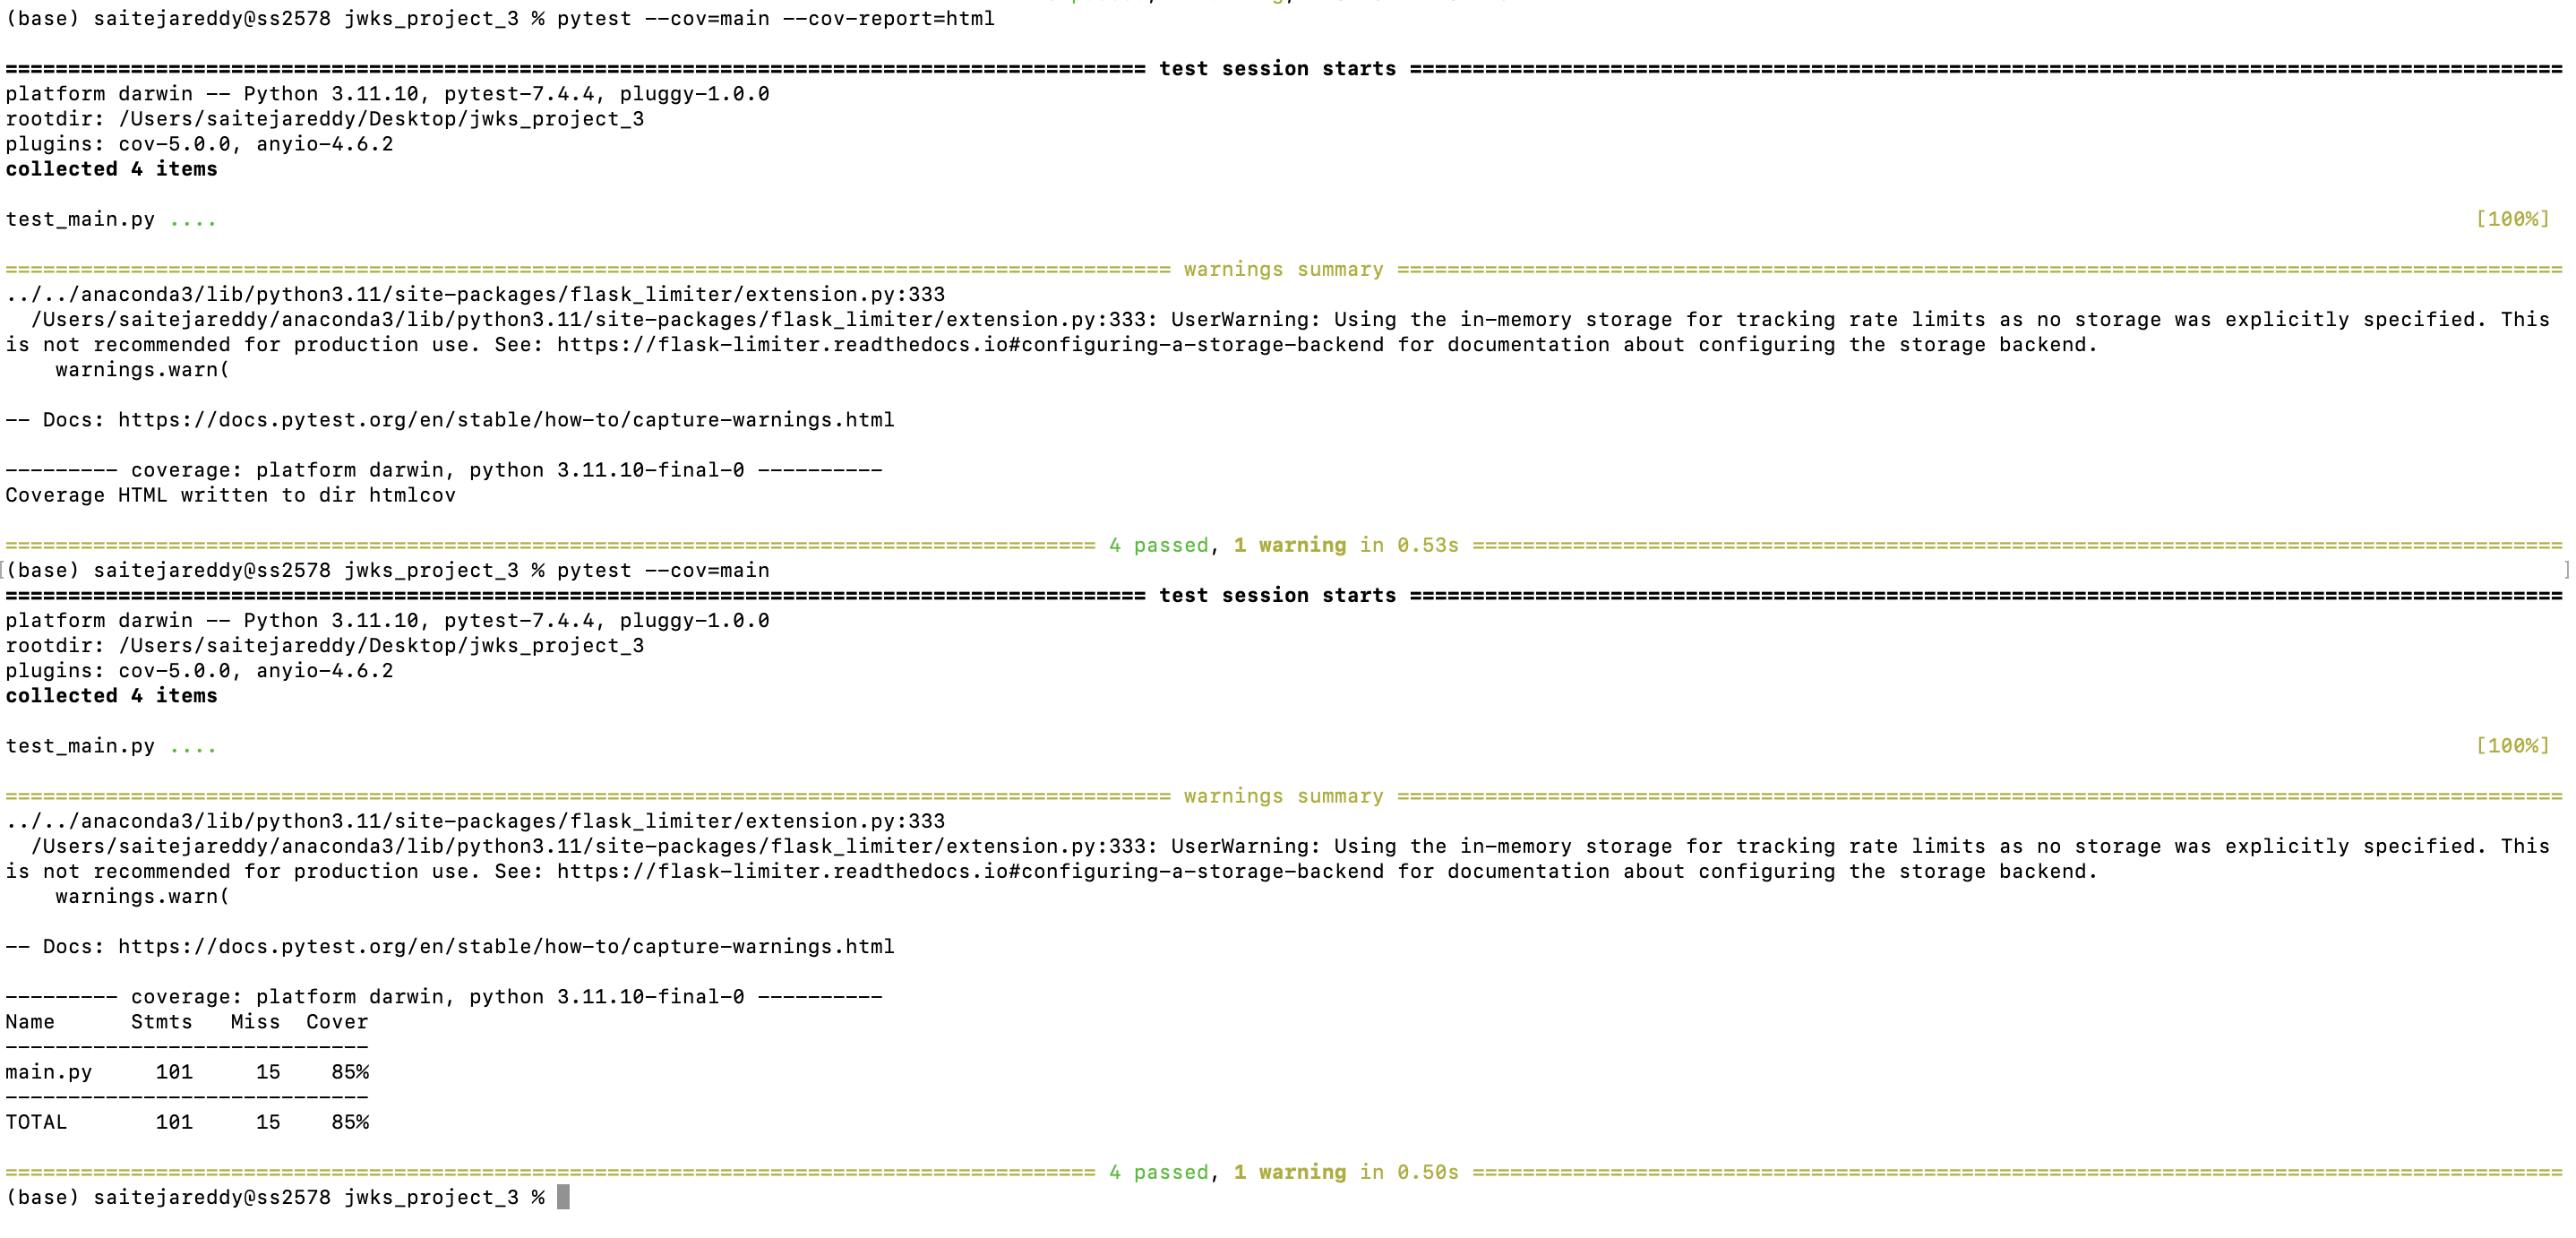 (base) saitejareddy@ss2578 jwks_project_3 % pytest --cov=main --cov-report=html
============================== test session starts ==============================
platform darwin -- Python 3.11.10, pytest-7.4.4, pluggy-1.0.0
rootdir: /Users/saitejareddy/Desktop/jwks_project_3
plugins: cov-5.0.0, anyio-4.6.2
collected 4 items
test_main.py .... [100%]
============================== warnings summary ==============================
../../anaconda3/lib/python3.11/site-packages/flask_limiter/extension.py:333
  /Users/saitejareddy/anaconda3/lib/python3.11/site-packages/flask_limiter/extension.py:333: UserWarning: Using the in-memory storage for tracking rate limits as no storage was explicitly specified. This
is not recommended for production use. See: https://flask-limiter.readthedocs.io#configuring-a-storage-backend for documentation about configuring the storage backend.
    warnings.warn(
-- Docs: https://docs.pytest.org/en/stable/how-to/capture-warnings.html
--------- coverage: platform darwin, python 3.11.10-final-0 ----------
Coverage HTML written to dir htmlcov
============================== 4 passed, 1 warning in 0.53s ==============================
[(base) saitejareddy@ss2578 jwks_project_3 % pytest --cov=main ]
============================== test session starts ==============================
platform darwin -- Python 3.11.10, pytest-7.4.4, pluggy-1.0.0
rootdir: /Users/saitejareddy/Desktop/jwks_project_3
plugins: cov-5.0.0, anyio-4.6.2
collected 4 items
test_main.py .... [100%]
============================== warnings summary ==============================
../../anaconda3/lib/python3.11/site-packages/flask_limiter/extension.py:333
  /Users/saitejareddy/anaconda3/lib/python3.11/site-packages/flask_limiter/extension.py:333: UserWarning: Using the in-memory storage for tracking rate limits as no storage was explicitly specified. This
is not recommended for production use. See: https://flask-limiter.readthedocs.io#configuring-a-storage-backend for documentation about configuring the storage backend.
    warnings.warn(
-- Docs: https://docs.pytest.org/en/stable/how-to/capture-warnings.html
--------- coverage: platform darwin, python 3.11.10-final-0 ----------
Name      Stmts   Miss  Cover
-----------------------------
main.py     101     15    85%
-----------------------------
TOTAL       101     15    85%
============================== 4 passed, 1 warning in 0.50s ==============================
(base) saitejareddy@ss2578 jwks_project_3 %